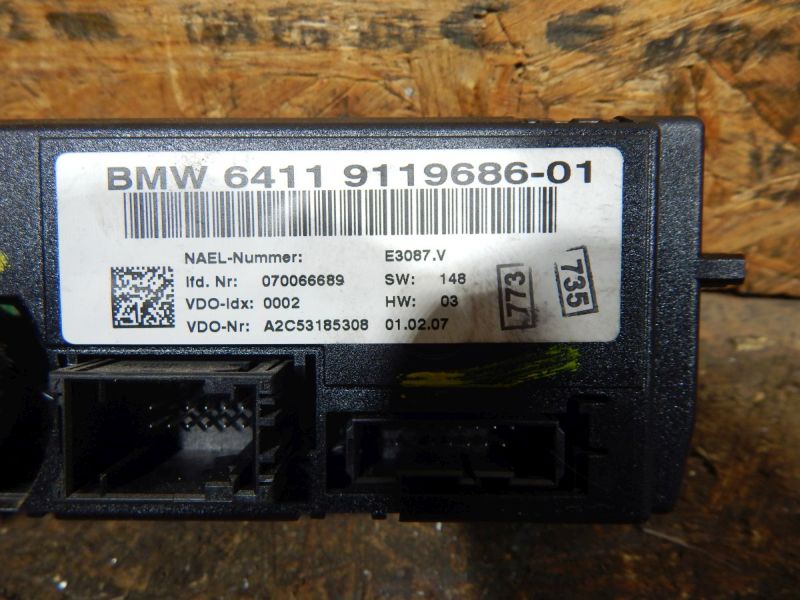 BMW 6411 9119686-01
NAEL-Nummer: E3087.V
lfd. Nr: 070066689 SW: 148
VDO-Idx: 0002 HW: 03
VDO-Nr: A2C53185308 01.02.07
773
735